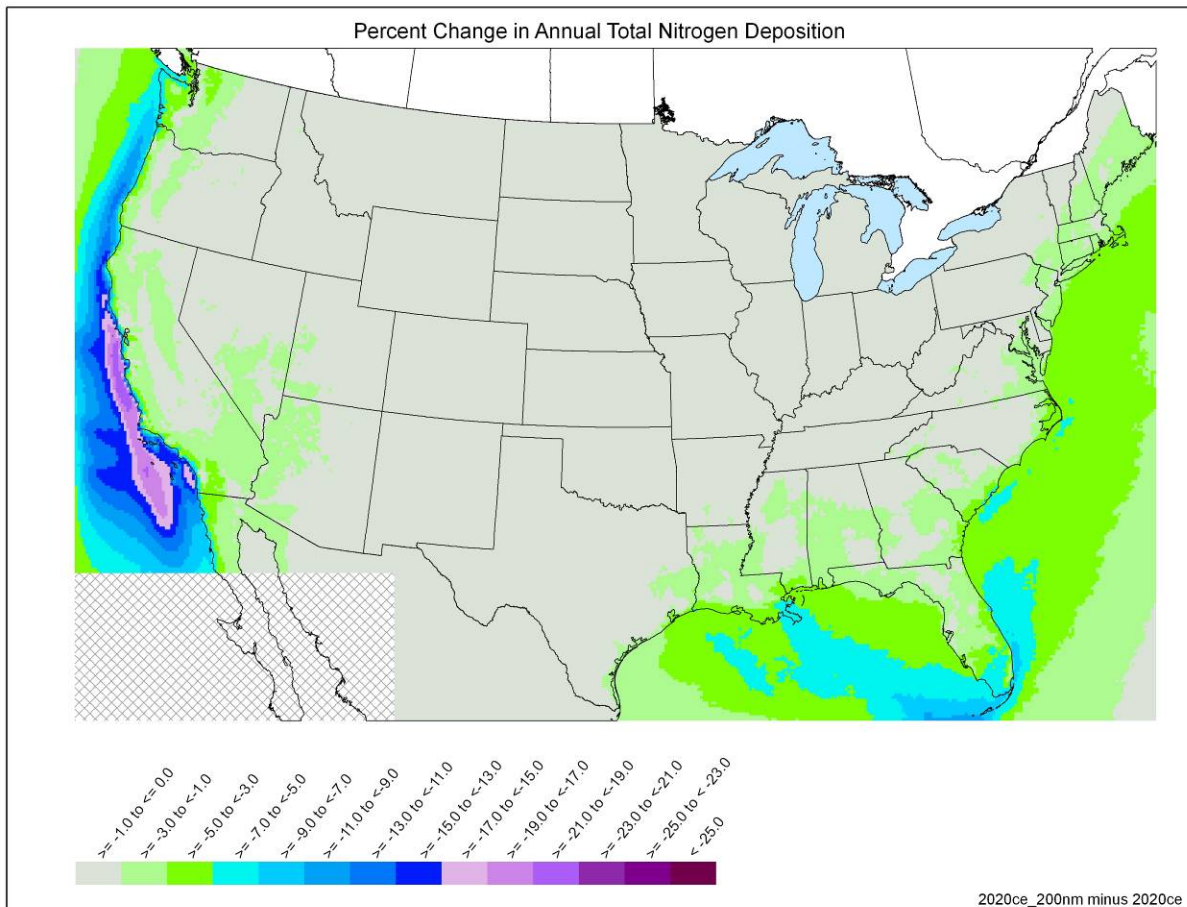 Percent Change in Annual Total Nitrogen Deposition
>= -1.0 to <= 0.0
>= -3.0 to <-1.0
>= -5.0 to <-3.0
>= -7.0 to <-5.0
>= -9.0 to <-7.0
>= -11.0 to <-9.0
>= -13.0 to <-11.0
>= -15.0 to <-13.0
>= -17.0 to <-15.0
>= -19.0 to <-17.0
>= -21.0 to <-19.0
>= -23.0 to <-21.0
>= -25.0 to < -23.0
< -25.0
2020ce_200nm minus 2020ce